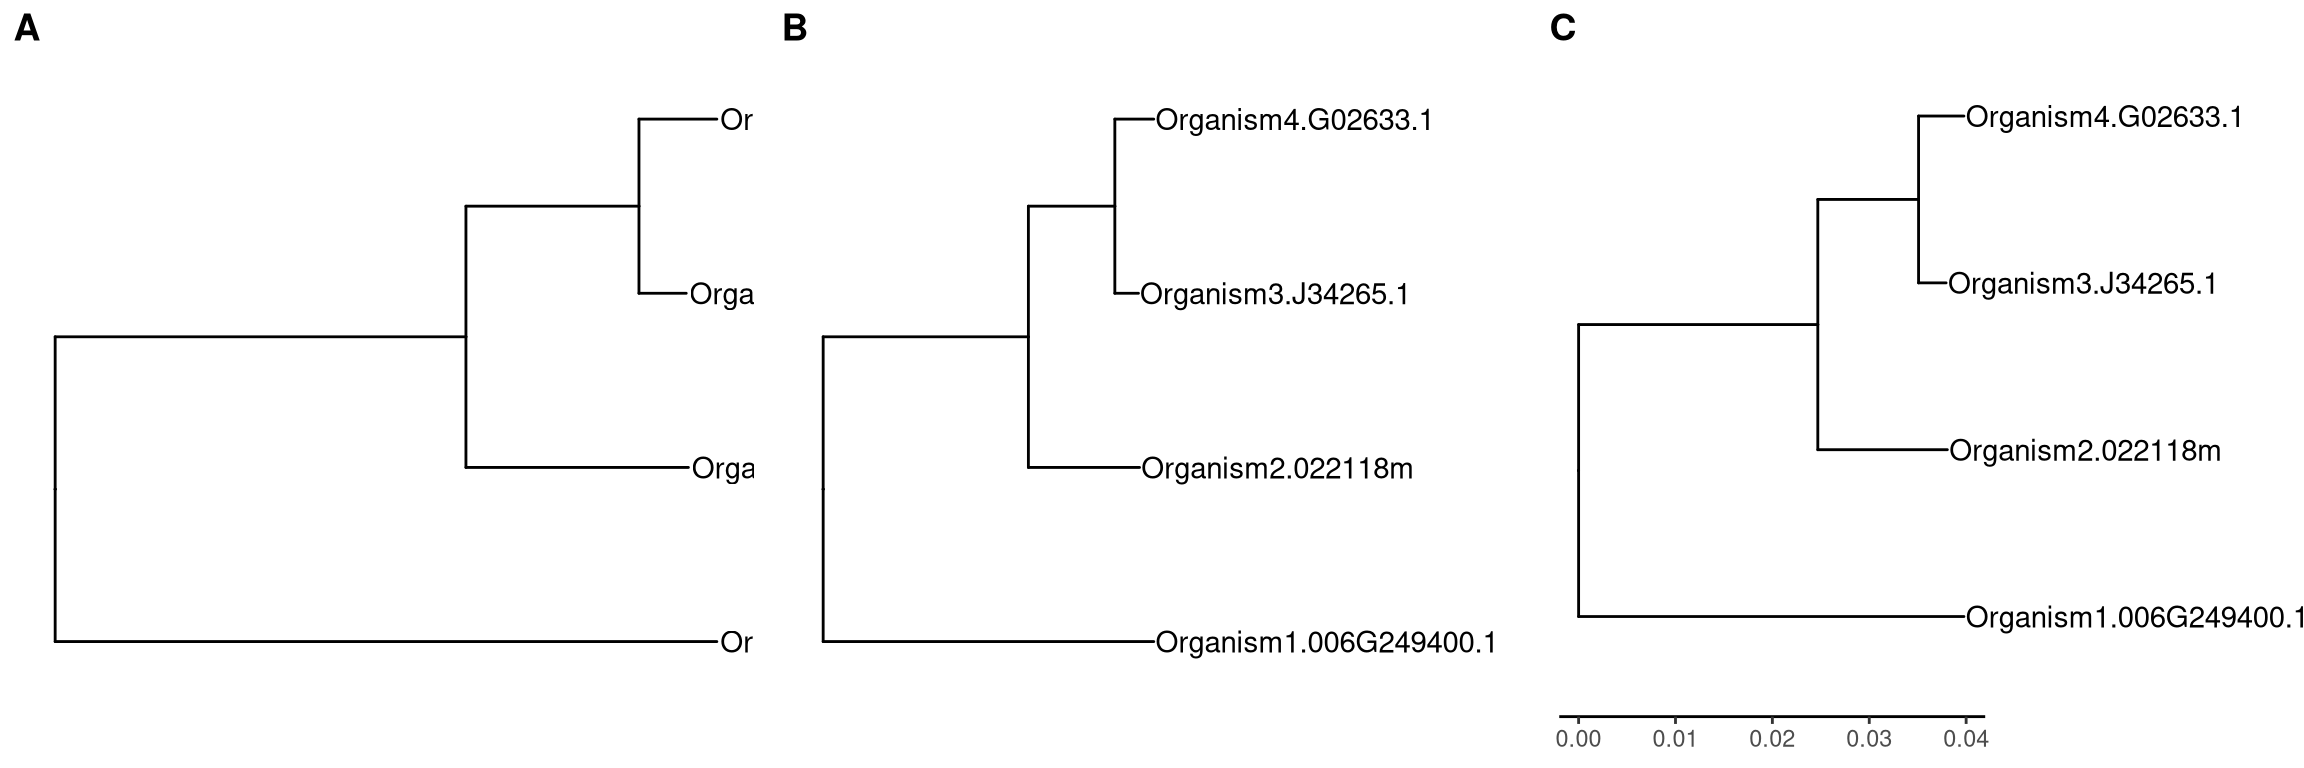 A
Or
Orga
Orga
Or
B
Organism4.G02633.1
Organism3.J34265.1
Organism2.022118m
Organism1.006G249400.1
C
Organism4.G02633.1
Organism3.J34265.1
Organism2.022118m
Organism1.006G249400.1
0.00 0.01 0.02 0.03 0.04